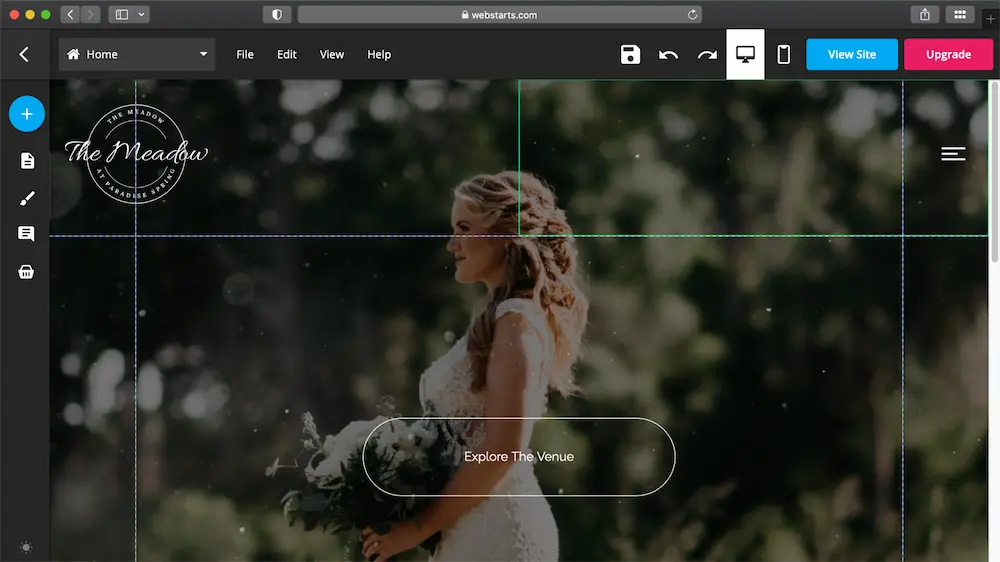 webstarts.com
Home
File
Edit
View
Help
View Site
Upgrade
THE MEADOW
The Meadow
AT PARADISE SPRING
Explore The Venue